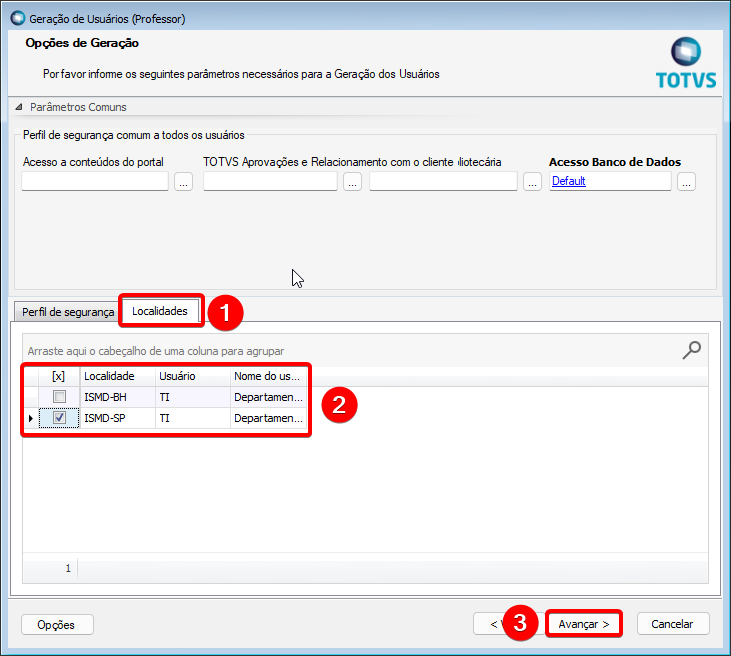 Geração de Usuários (Professor)
Opções de Geração
Por favor informe os seguintes parâmetros necessários para a Geração dos Usuários
TOTVS
Parâmetros Comuns
Perfil de segurança comum a todos os usuários
Acesso a conteúdos do portal TOTVS Aprovações e Relacionamento com o cliente liotecária Acesso Banco de Dados
... ... ... Default ...
Perfil de segurança Localidades 1
Arraste aqui o cabeçalho de uma coluna para agrupar
[x] Localidade Usuário Nome do us...
ISMD-BH TI Departamen...
2
ISMD-SP TI Departamen...
1
Opções < 3 Avançar > Cancelar